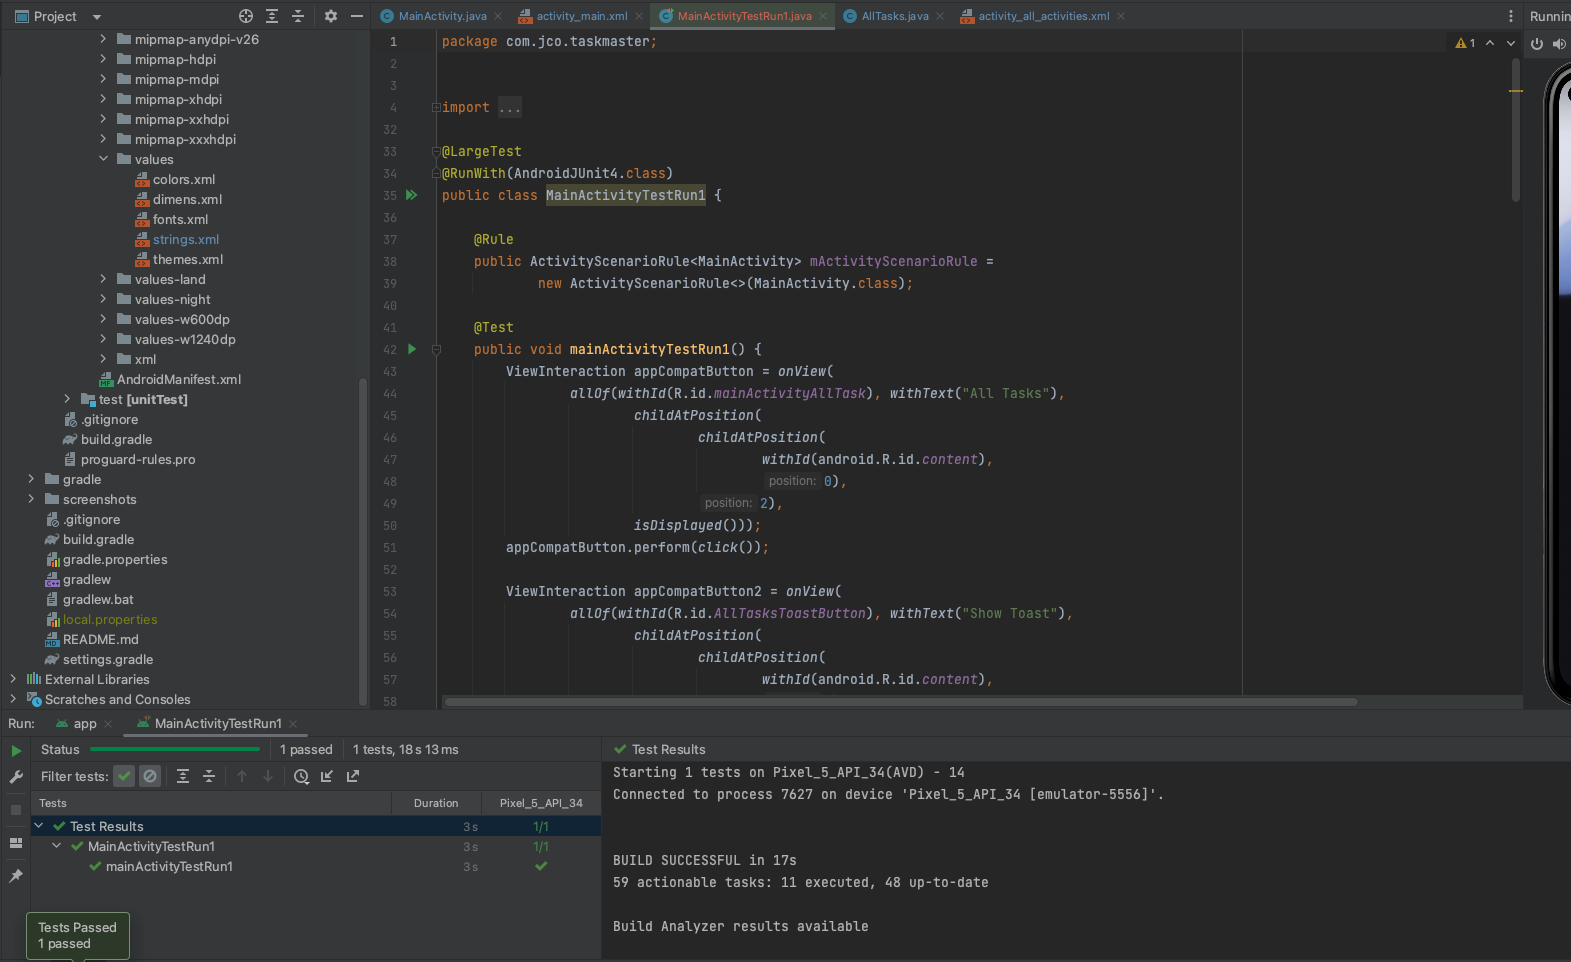 Project
MainActivity.java
activity_main.xml
MainActivityTestRun1.java
AllTasks.java
activity_all_activities.xml
mipmap-anydpi-v26
mipmap-hdpi
mipmap-mdpi
mipmap-xhdpi
mipmap-xxhdpi
mipmap-xxxhdpi
values
colors.xml
dimens.xml
fonts.xml
strings.xml
themes.xml
values-land
values-night
values-w600dp
values-w1240dp
xml
AndroidManifest.xml
test [unitTest]
.gitignore
build.gradle
proguard-rules.pro
gradle
screenshots
.gitignore
build.gradle
gradle.properties
gradlew
gradlew.bat
local.properties
README.md
settings.gradle
External Libraries
Scratches and Consoles
1 package com.jco.taskmaster;
2
3
4 import ...
32
33 @LargeTest
34 @RunWith(AndroidJUnit4.class)
35 public class MainActivityTestRun1 {
36
37 @Rule
38 public ActivityScenarioRule<MainActivity> mActivityScenarioRule =
39 new ActivityScenarioRule<>(MainActivity.class);
40
41 @Test
42 public void mainActivityTestRun1() {
43 ViewInteraction appCompatButton = onView(
44 allOf(withId(R.id.mainActivityAllTask), withText("All Tasks"),
45 childAtPosition(
46 childAtPosition(
47 withId(android.R.id.content),
48 position: 0),
49 position: 2),
50 isDisplayed()));
51 appCompatButton.perform(click());
52
53 ViewInteraction appCompatButton2 = onView(
54 allOf(withId(R.id.AllTasksToastButton), withText("Show Toast"),
55 childAtPosition(
56 childAtPosition(
57 withId(android.R.id.content),
58
1
Runnin
Run:
app
MainActivityTestRun1
Status
1 passed
1 tests, 18 s 13 ms
Filter tests:
Tests
Duration
Pixel_5_API_34
Test Results 3 s 1/1
MainActivityTestRun1 3 s 1/1
mainActivityTestRun1 3 s
Tests Passed
1 passed
Test Results
Starting 1 tests on Pixel_5_API_34(AVD) - 14
Connected to process 7627 on device 'Pixel_5_API_34 [emulator-5556]'.
BUILD SUCCESSFUL in 17s
59 actionable tasks: 11 executed, 48 up-to-date
Build Analyzer results available